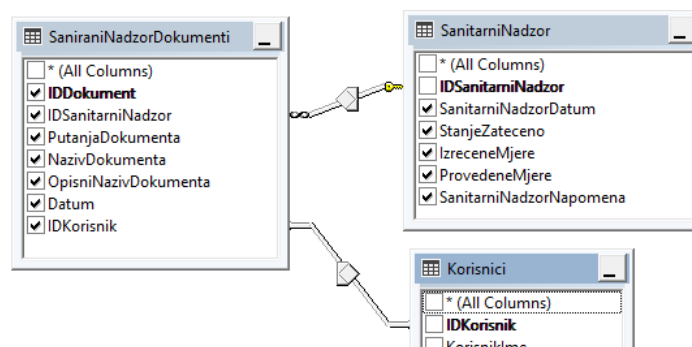 SaniraniNadzorDokumenti
* (All Columns)
IDDokument
IDSanitarniNadzor
PutanjaDokumenta
NazivDokumenta
OpisniNazivDokumenta
Datum
IDKorisnik
SanitarniNadzor
* (All Columns)
IDSanitarniNadzor
SanitarniNadzorDatum
StanjeZateceno
IzreceneMjere
ProvedeneMjere
SanitarniNadzorNapomena
Korisnici
* (All Columns)
IDKorisnik
KorisnikIme